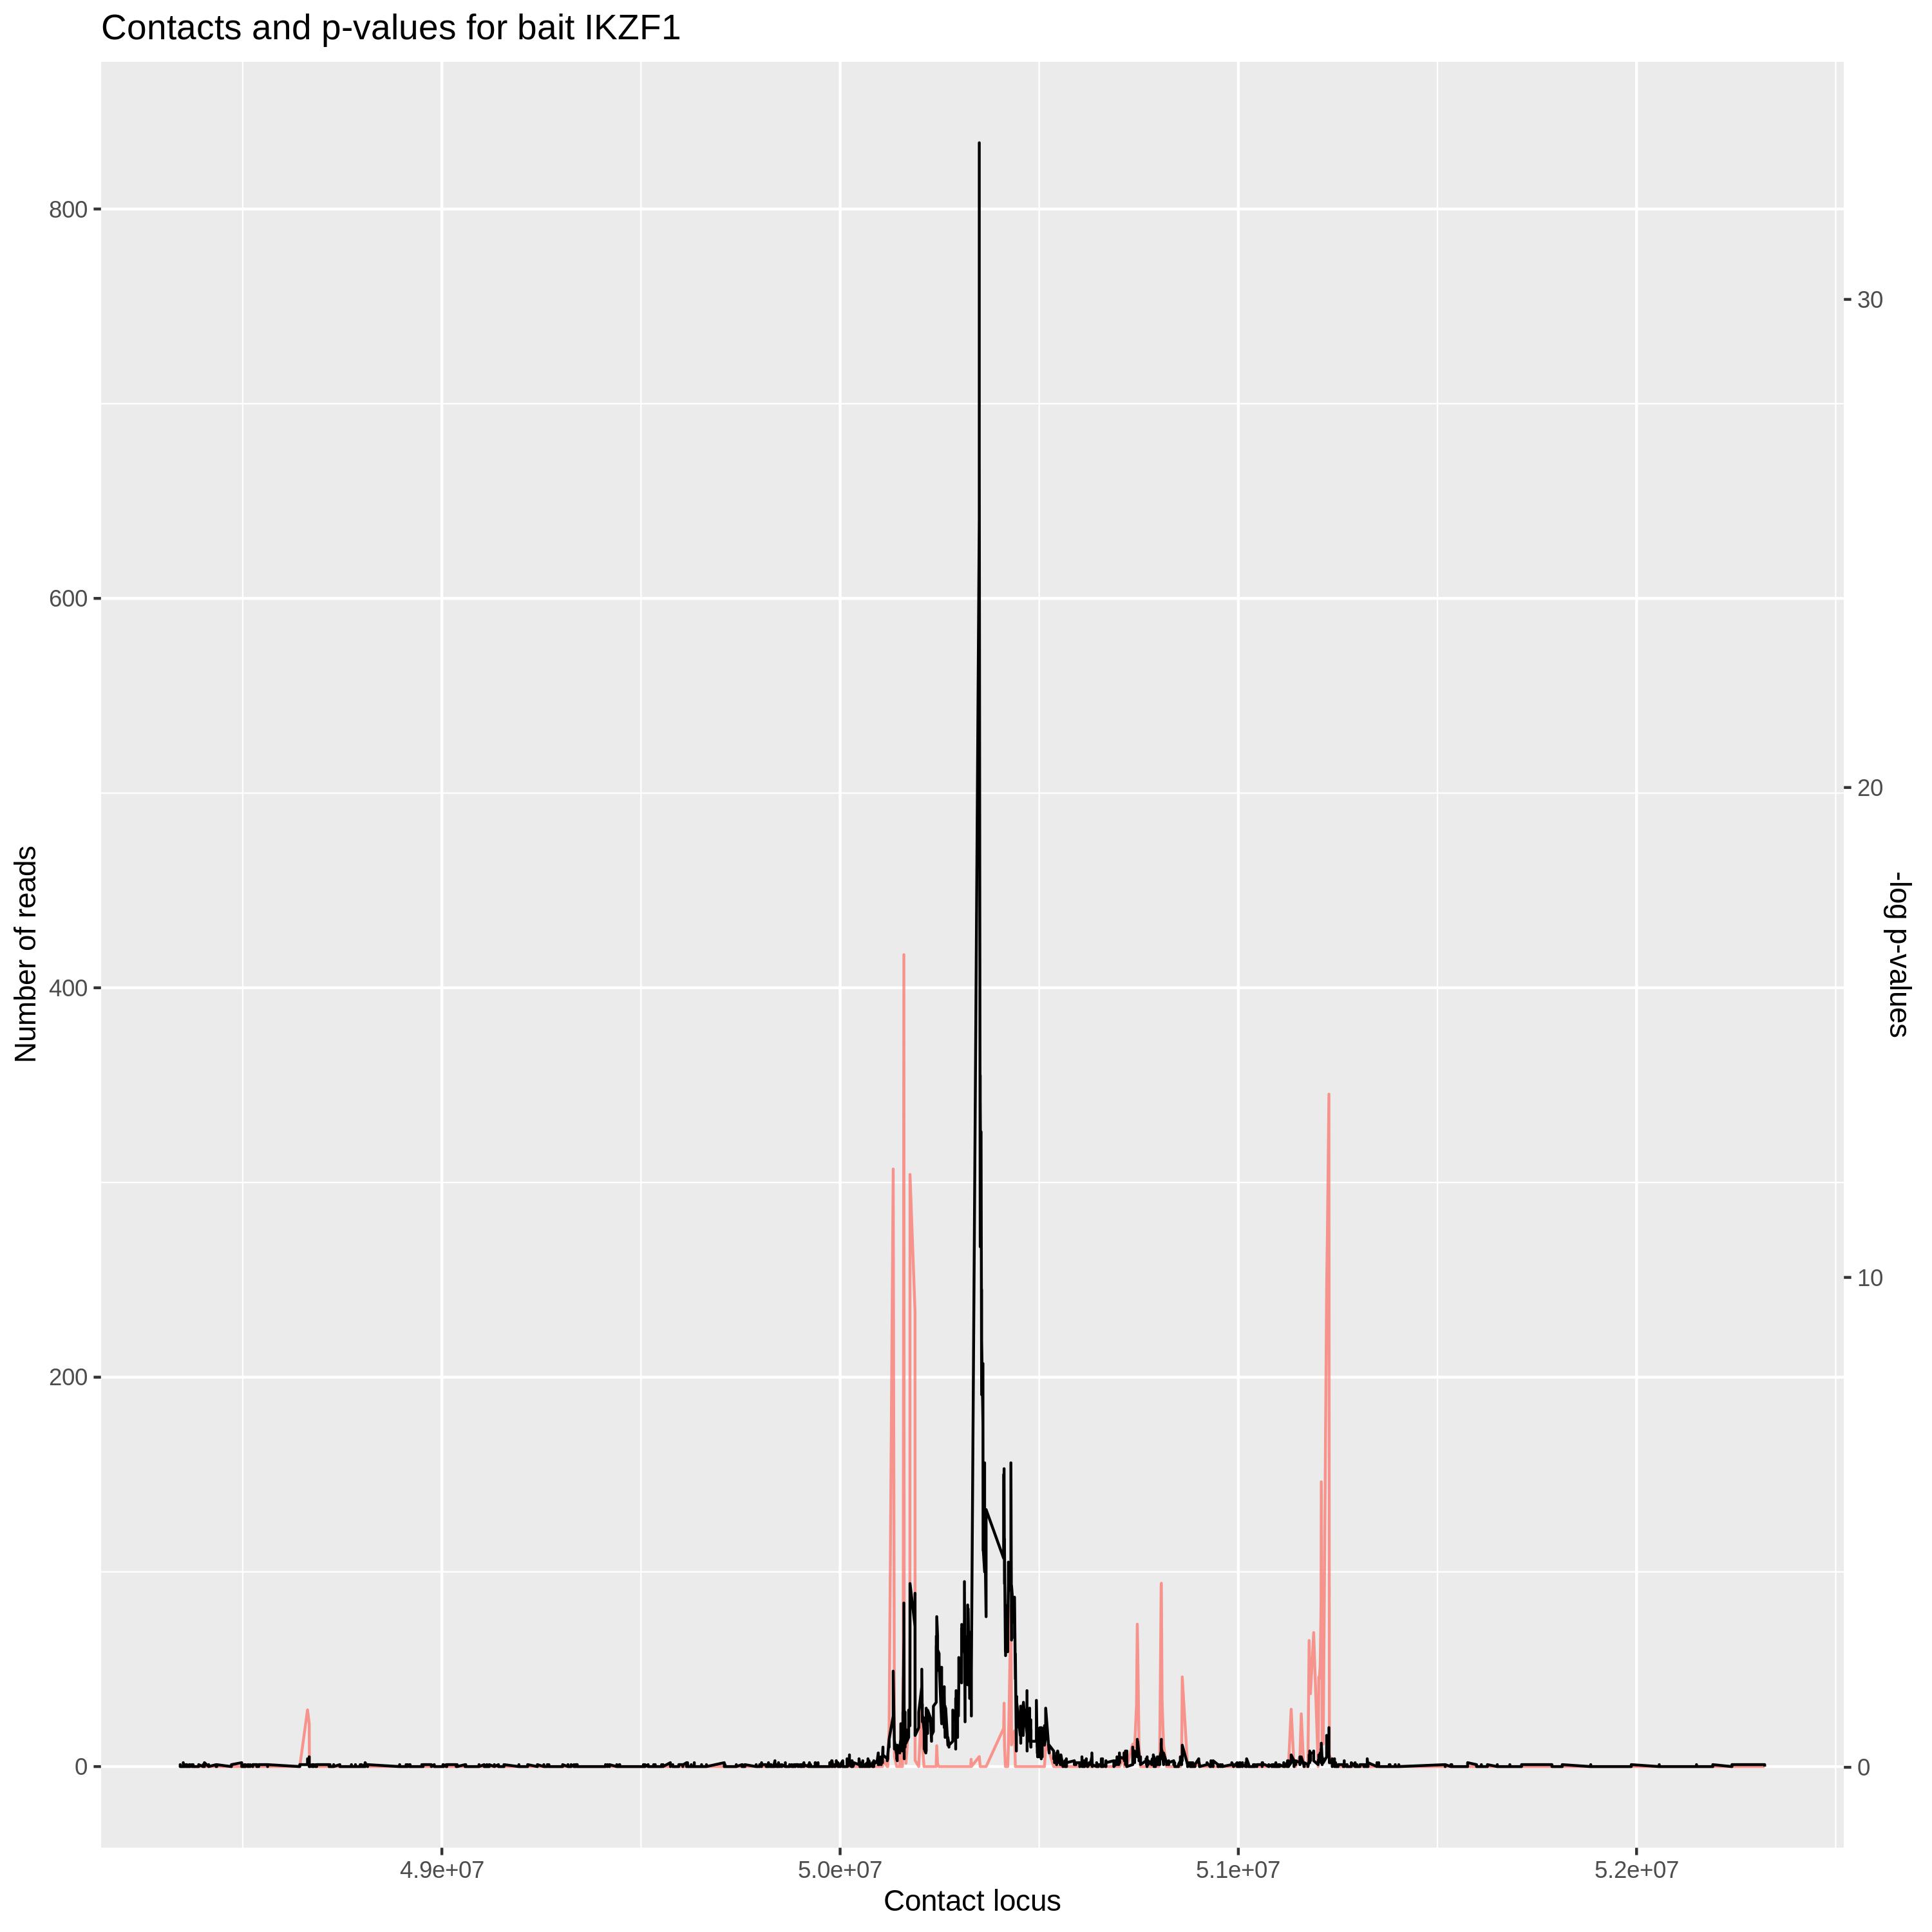 Contacts and p-values for bait IKZF1
800
600
400
200
0
Number of reads
30
20
10
0
-log p-values
4.9e+07
5.0e+07
5.1e+07
5.2e+07
Contact locus